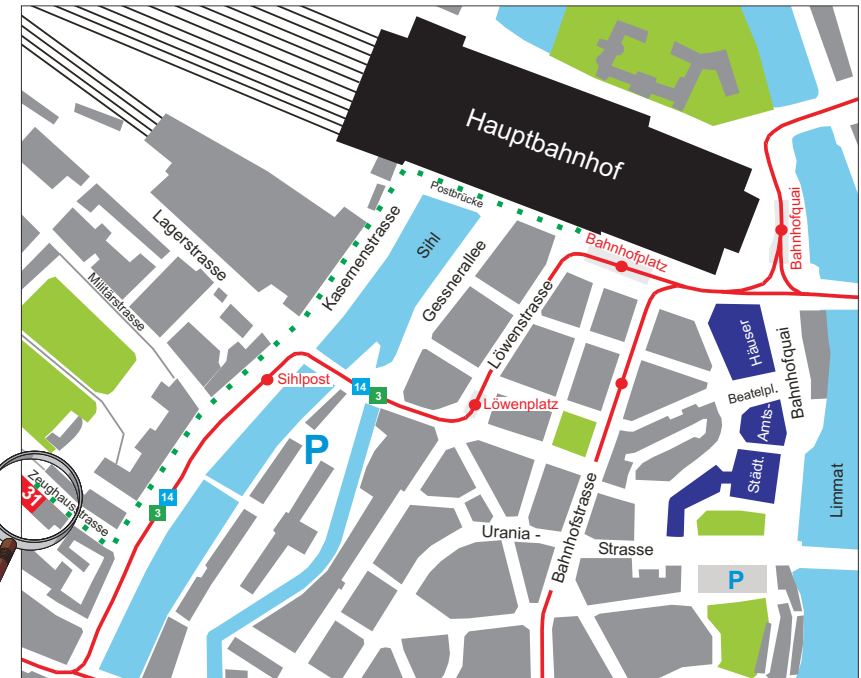 Hauptbahnhof
Postbrücke
Lagerstrasse
Kasernenstrasse
Sihl
Gessnerallee
Bahnhofplatz
Bahnhofquai
Militärstrasse
Löwenstrasse
Häuser
Bahnhofquai
Sihlpost
14
3
Löwenplatz
Beatelpl.
Amts-
P
Städt.
Limmat
Zeughausstrasse
31
14
3
Bahnhofstrasse
Urania -
Strasse
P